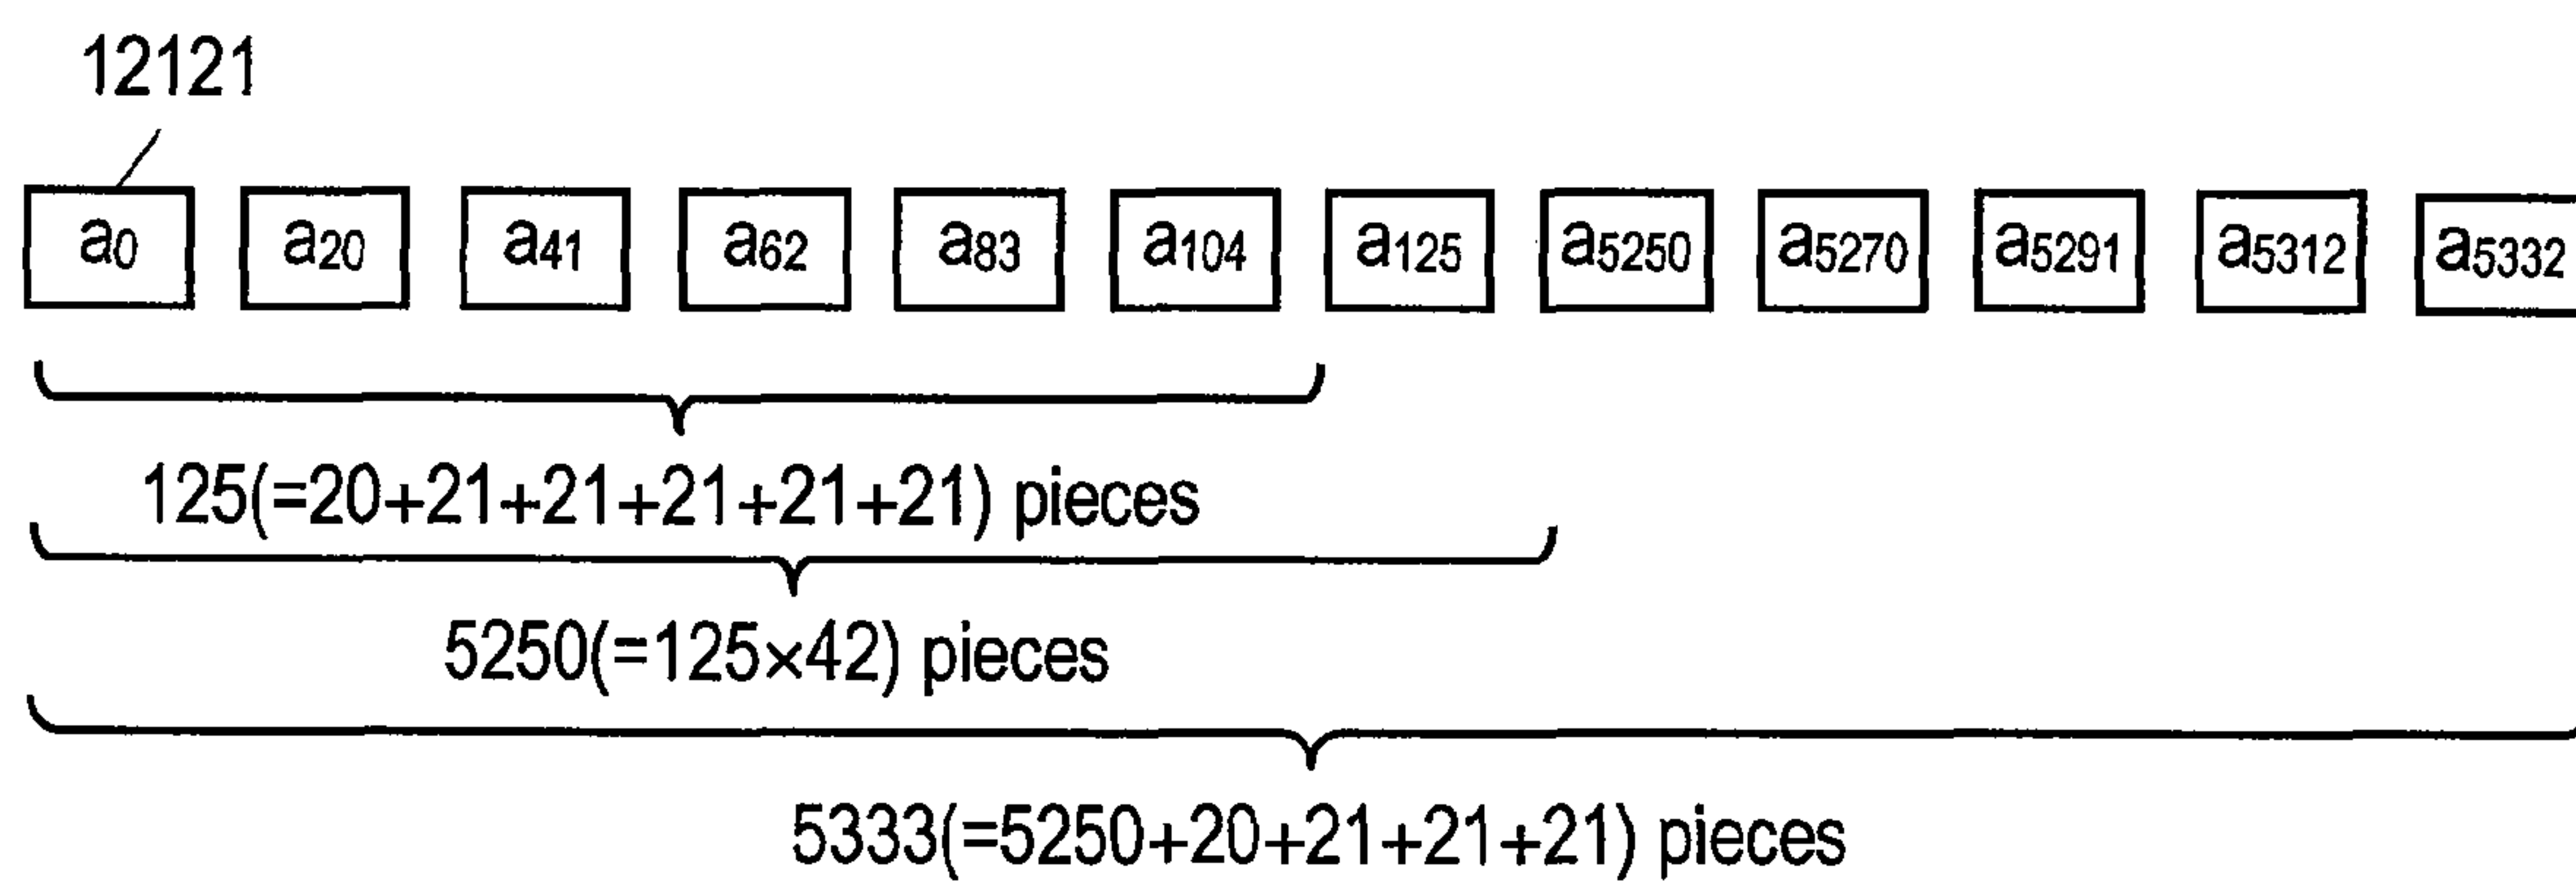 12121
a0 a20 a41 a62 a83 a104 a125 a5250 a5270 a5291 a5312 a5332
125(=20+21+21+21+21+21) pieces
5250(=125×42) pieces
5333(=5250+20+21+21+21) pieces